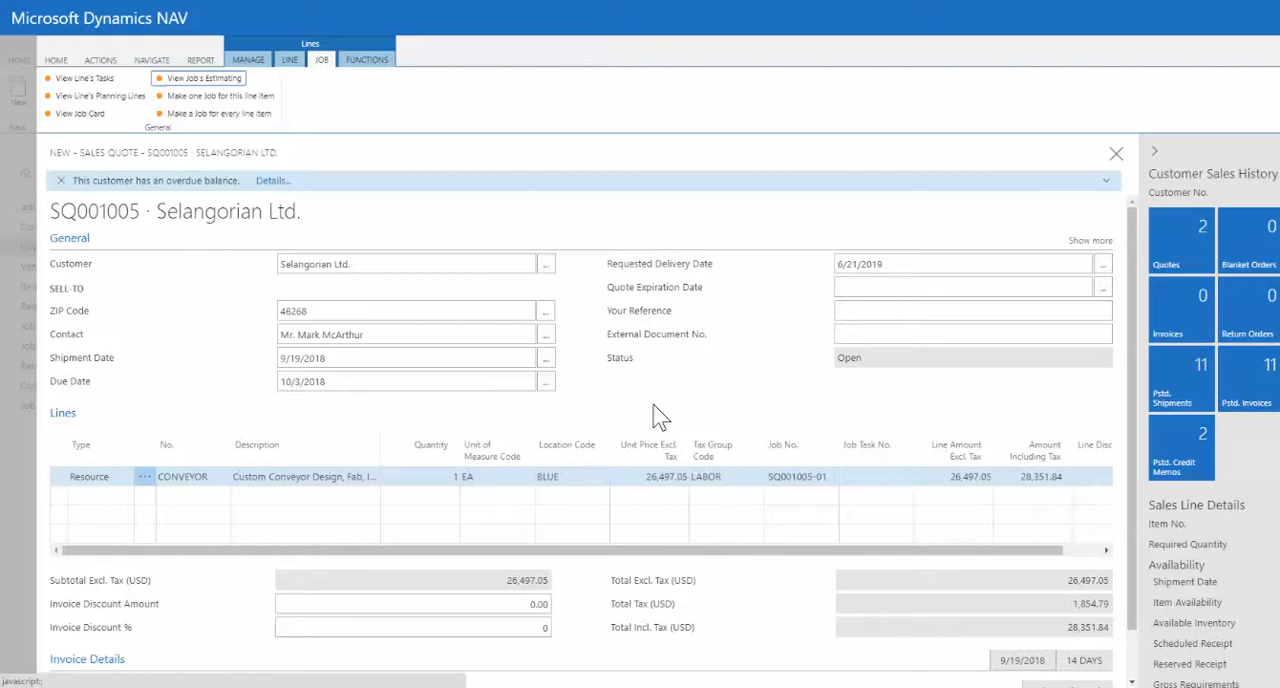 Microsoft Dynamics NAV
Lines
HOME ACTIONS NAVIGATE REPORT MANAGE LINE JOB FUNCTIONS
View Line's Tasks View Job's Estimating
View Line's Planning Lines Make one Job for this line item
View Job Card Make a Job for every line item
General
New
NEW - SALES QUOTE - SQ001005 · SELANGORIAN LTD.
This customer has an overdue balance. Details...
SQ001005 · Selangorian Ltd.
General
Show more
Customer Selangorian Ltd. ...
Requested Delivery Date 6/21/2019 ...
SELL-TO
Quote Expiration Date ...
ZIP Code 46268 ...
Your Reference
Contact Mr. Mark McArthur ...
External Document No.
Shipment Date 9/19/2018 ...
Status Open
Due Date 10/3/2018 ...
Lines
Type No. Description Quantity Unit of Measure Code Location Code Unit Price Excl. Tax Tax Group Code Job No. Job Task No. Line Amount Excl. Tax Amount Including Tax Line Disc
Resource ... CONVEYOR Custom Conveyor Design, Fab, I... 1 EA BLUE 26,497.05 LABOR SQ001005-01 26,497.05 28,351.84
Subtotal Excl. Tax (USD) 26,497.05
Total Excl. Tax (USD) 26,497.05
Invoice Discount Amount 0.00
Total Tax (USD) 1,854.79
Invoice Discount % 0
Total Incl. Tax (USD) 28,351.84
Invoice Details 9/19/2018 14 DAYS
javascript:;
Customer Sales History
Customer No.
2 0
Quotes Blanket Orders
0 0
Invoices Return Orders
11 11
Pstd. Shipments Pstd. Invoices
2
Pstd. Credit Memos
Sales Line Details
Item No.
Required Quantity
Availability
Shipment Date
Item Availability
Available Inventory
Scheduled Receipt
Reserved Receipt
Gross Requirements